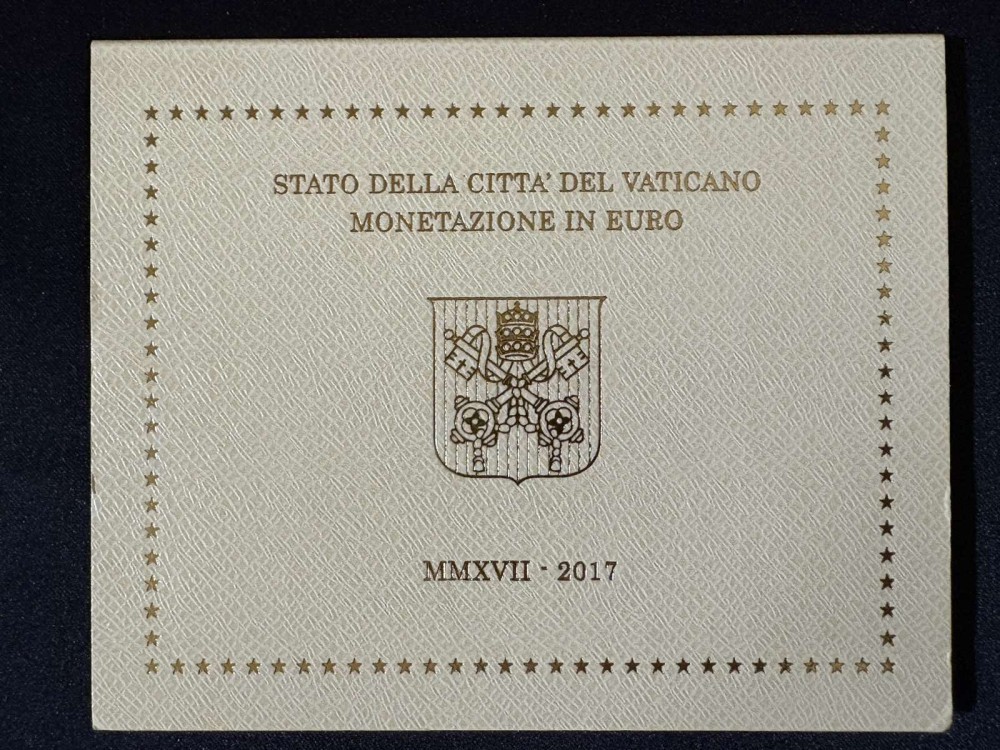 STATO DELLA CITTA' DEL VATICANO
MONETAZIONE IN EURO
MMXVII - 2017